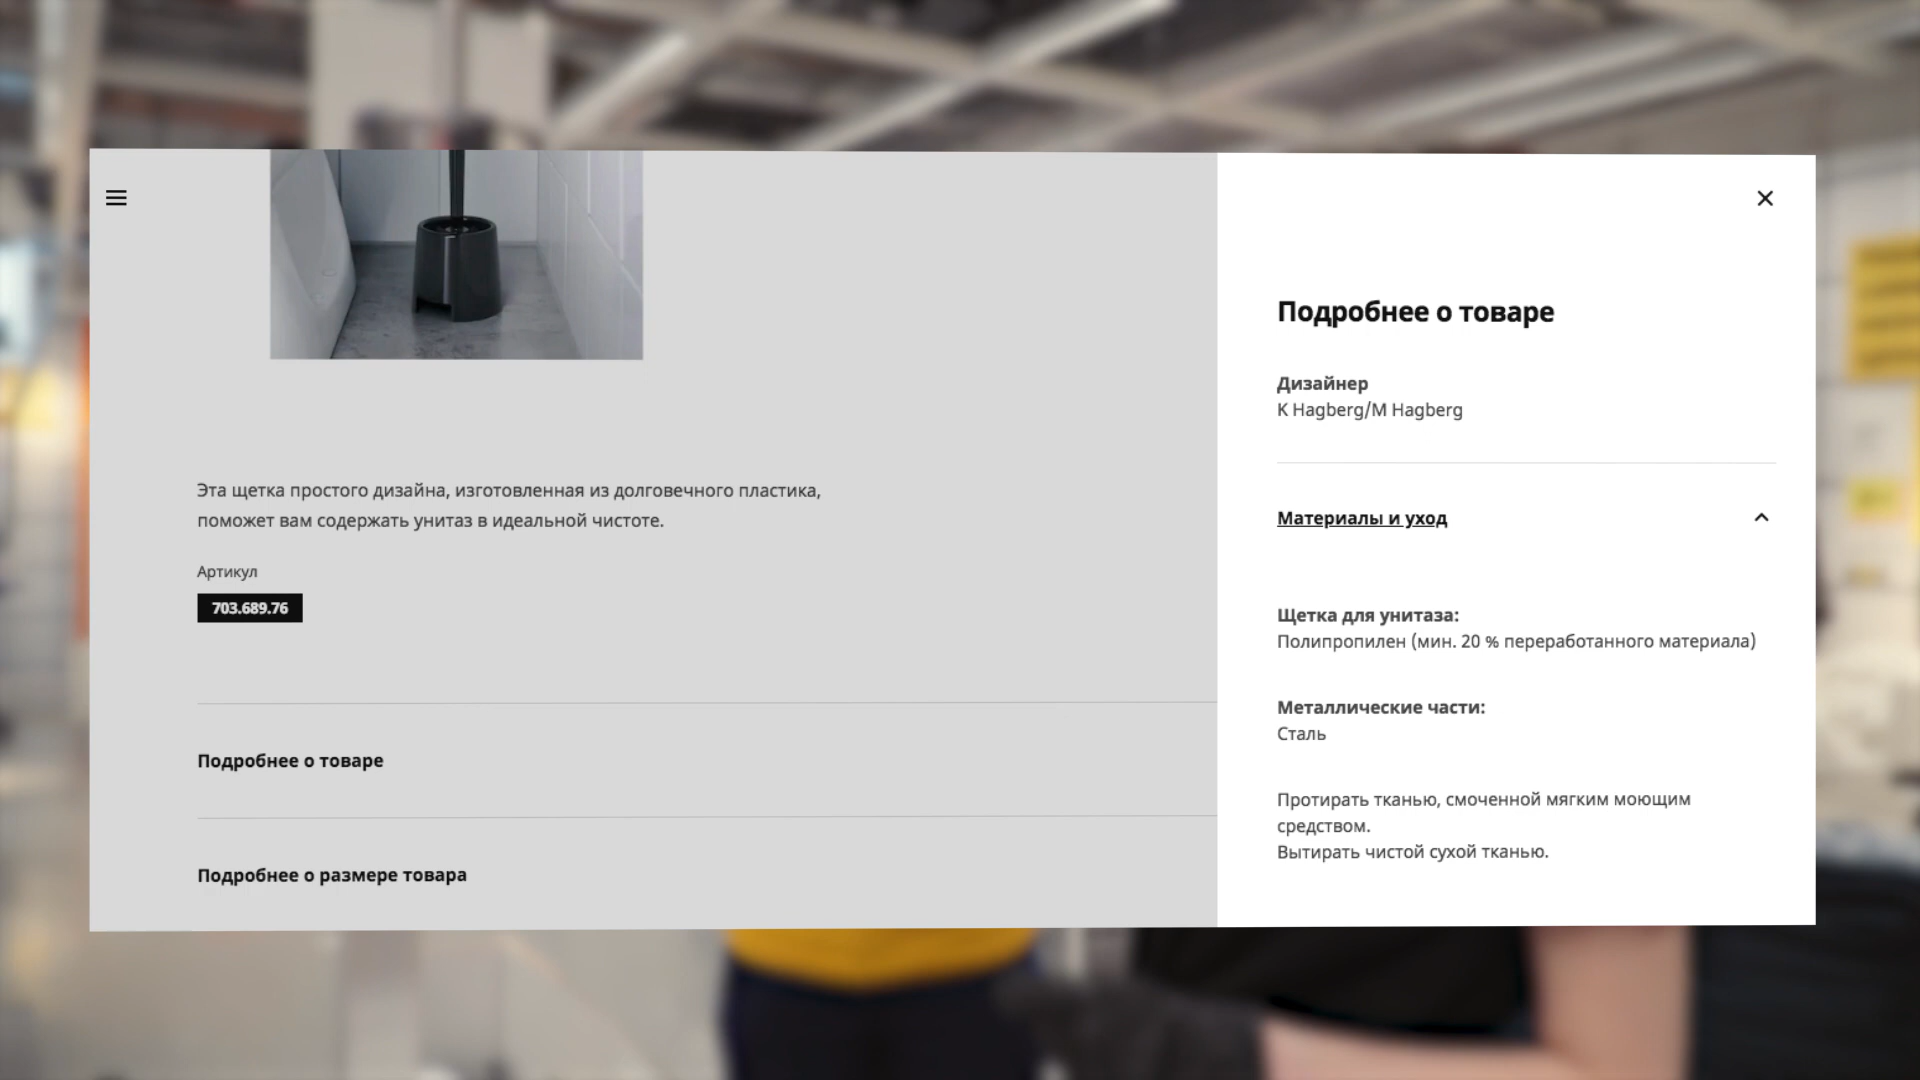 Эта щетка простого дизайна, изготовленная из долговечного пластика,
поможет вам содержать унитаз в идеальной чистоте.
Артикул
703.689.76
Подробнее о товаре
Подробнее о размере товара
Подробнее о товаре
Дизайнер
K Hagberg/M Hagberg
Материалы и уход
Щетка для унитаза:
Полипропилен (мин. 20 % переработанного материала)
Металлические части:
Сталь
Протирать тканью, смоченной мягким моющим
средством.
Вытирать чистой сухой тканью.